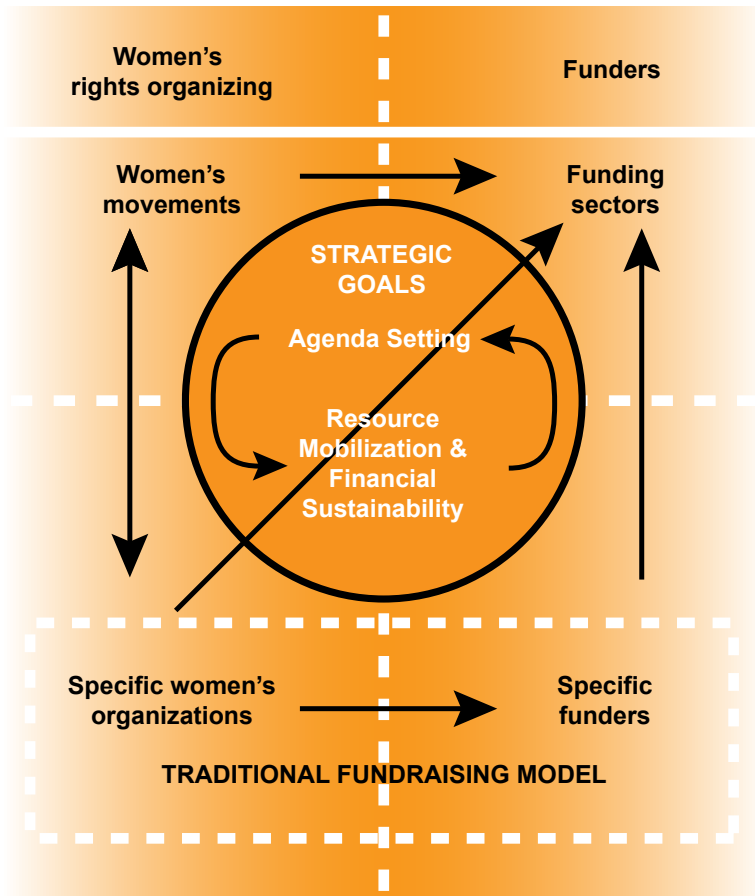 Women’s
rights organizing
Funders
Women’s
movements
Funding
sectors
STRATEGIC
GOALS
Agenda Setting
Resource
Mobilization &
Financial
Sustainability
Specific women’s
organizations
Specific
funders
TRADITIONAL FUNDRAISING MODEL